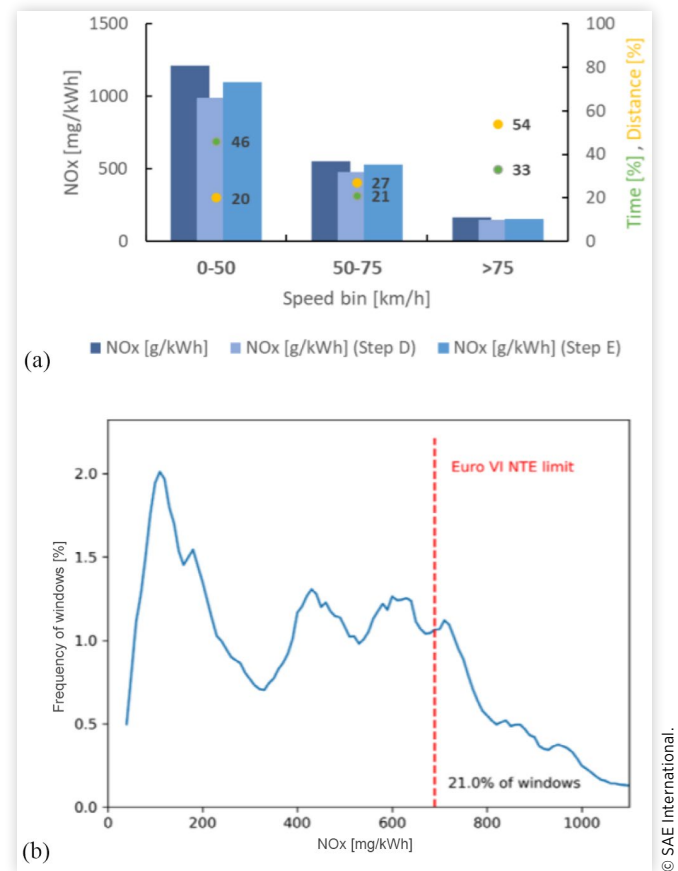 1500
1000
500
0
NOx [mg/kWh]
100
80
60
40
20
0
Time [%] , Distance [%]
46
20
27
21
54
33
0-50 50-75 >75
Speed bin [km/h]
NOx [g/kWh] NOx [g/kWh] (Step D) NOx [g/kWh] (Step E)
(a)
2.0
1.5
1.0
0.5
0.0
Frequency of windows [%]
Euro VI NTE limit
21.0% of windows
0 200 400 600 800 1000
NOx [mg/kWh]
(b)
© SAE International.